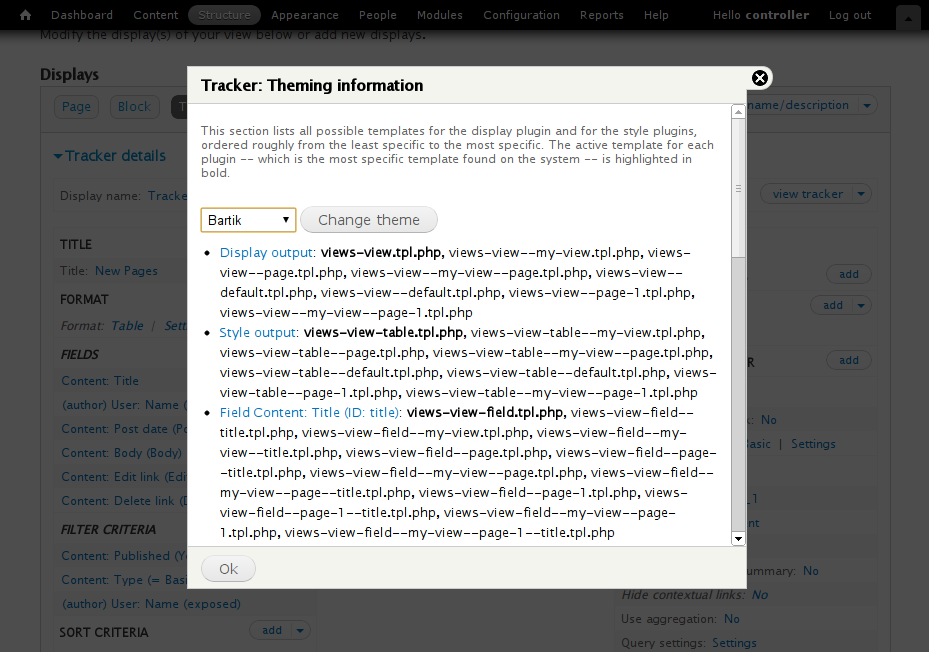 Dashboard Content Structure Appearance People Modules Configuration Reports Help Hello controller Log out
Modify the display(s) of your view below or add new displays.
Displays
Page Block name/description
Tracker details
Display name: Tracke
view tracker
TITLE
Title: New Pages
FORMAT
Format: Table | Sett
FIELDS
Content: Title
(author) User: Name (
Content: Post date (Po
Content: Body (Body)
Content: Edit link (Edi
Content: Delete link (D
FILTER CRITERIA
Content: Published (Ye
Content: Type (= Basi
(author) User: Name (exposed)
SORT CRITERIA add
Tracker: Theming information
This section lists all possible templates for the display plugin and for the style plugins,
ordered roughly from the least specific to the most specific. The active template for each
plugin -- which is the most specific template found on the system -- is highlighted in
bold.
Bartik Change theme
Display output: views-view.tpl.php, views-view--my-view.tpl.php, views-
view--page.tpl.php, views-view--my-view--page.tpl.php, views-view--
default.tpl.php, views-view--default.tpl.php, views-view--page-1.tpl.php,
views-view--my-view--page-1.tpl.php
Style output: views-view-table.tpl.php, views-view-table--my-view.tpl.php,
views-view-table--page.tpl.php, views-view-table--my-view--page.tpl.php,
views-view-table--default.tpl.php, views-view-table--default.tpl.php, views-
view-table--page-1.tpl.php, views-view-table--my-view--page-1.tpl.php
Field Content: Title (ID: title): views-view-field.tpl.php, views-view-field--
title.tpl.php, views-view-field--my-view.tpl.php, views-view-field--my-
view--title.tpl.php, views-view-field--page.tpl.php, views-view-field--page-
-title.tpl.php, views-view-field--my-view--page.tpl.php, views-view-field--
my-view--page--title.tpl.php, views-view-field--page-1.tpl.php, views-
view-field--page-1--title.tpl.php, views-view-field--my-view--page-
1.tpl.php, views-view-field--my-view--page-1--title.tpl.php
Ok
add
add
R add
: No
asic | Settings
_1
nt
ummary: No
Hide contextual links: No
Use aggregation: No
Query settings: Settings